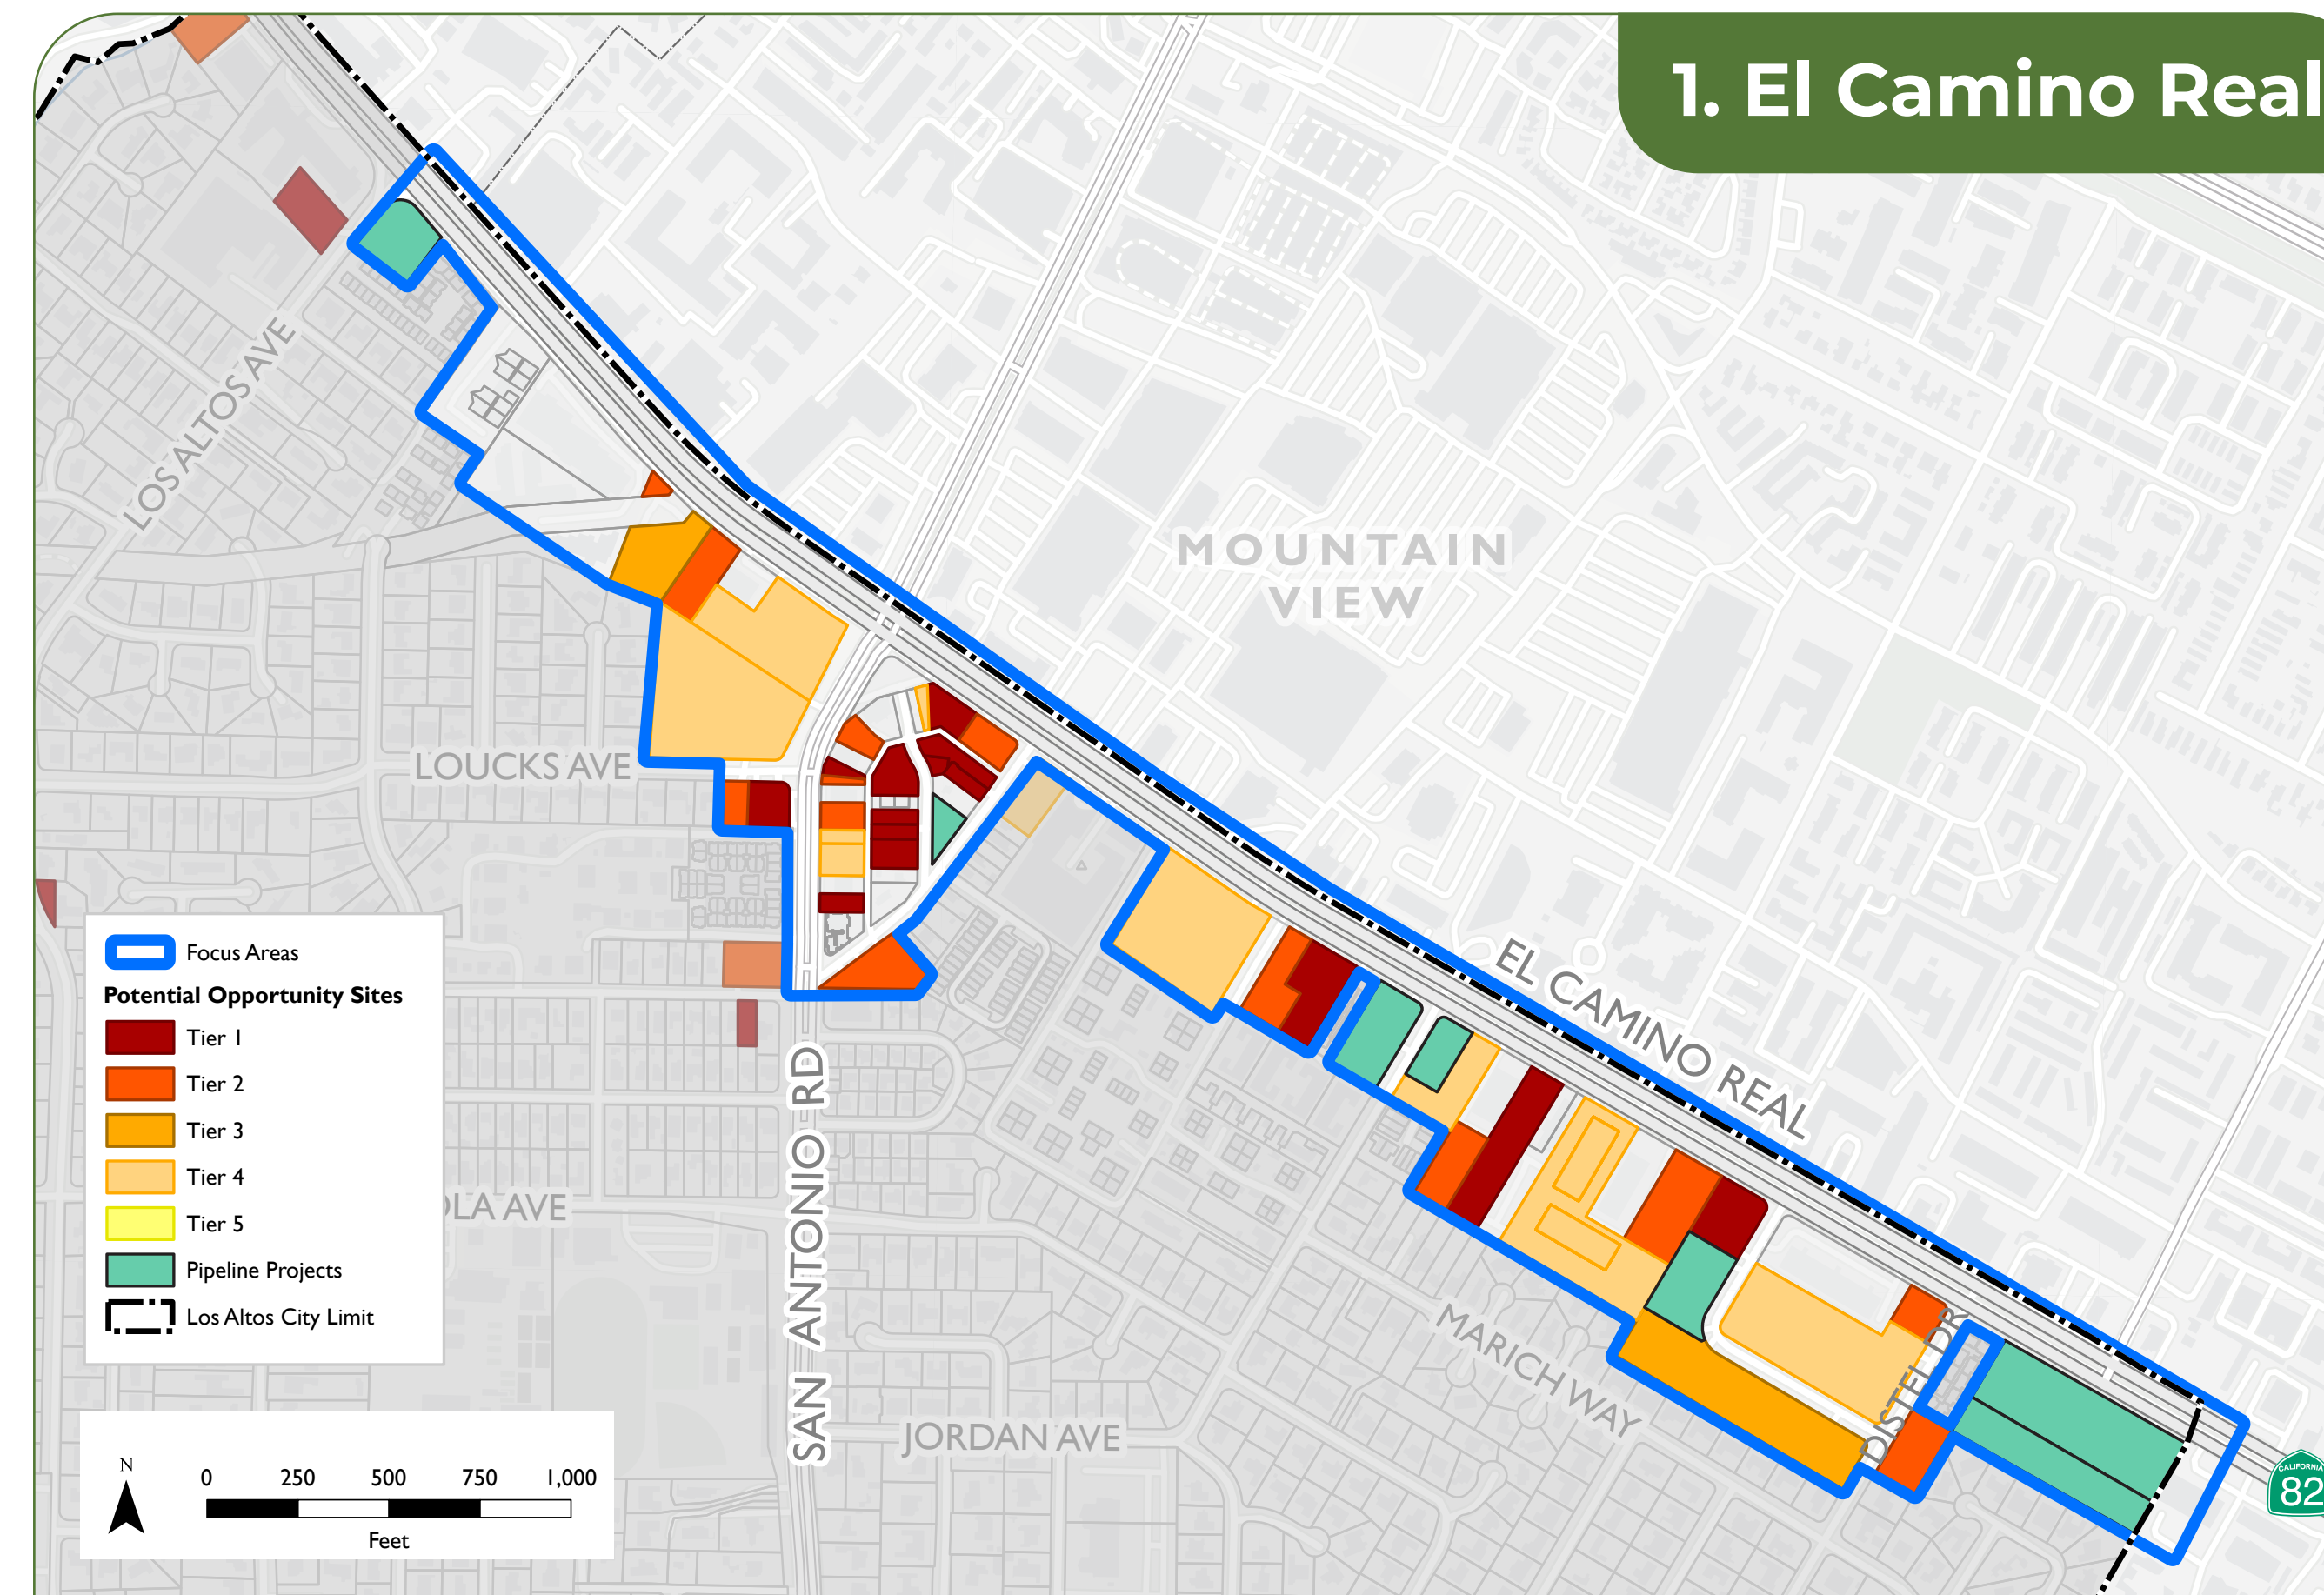 1. El Camino Real
LOS ALTOS AVE
MOUNTAIN
VIEW
LOUCKS AVE
EL CAMINO REAL
SAN ANTONIO RD
MARICH WAY
DISTEL DR
JORDAN AVE
CALIFORNIA
82
Focus Areas
Potential Opportunity Sites
Tier 1
Tier 2
Tier 3
Tier 4
Tier 5
Pipeline Projects
Los Altos City Limit
N
0 250 500 750 1,000
Feet
AVE